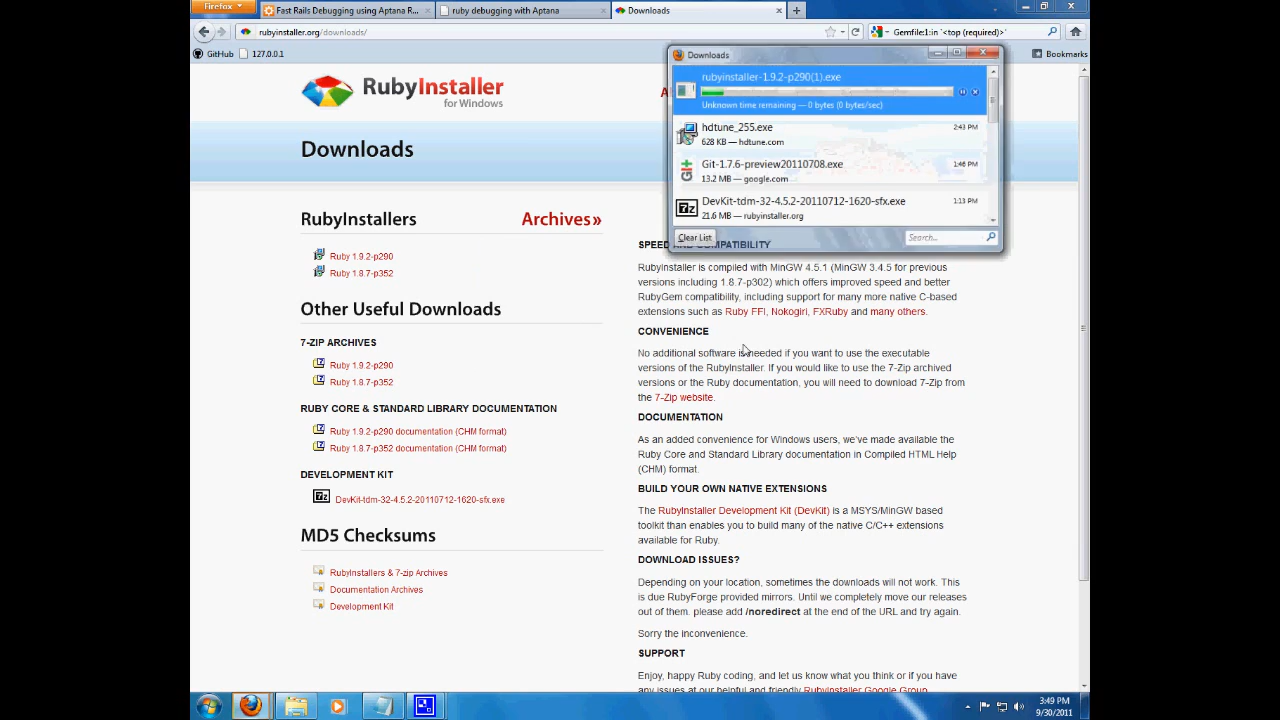 Firefox
Fast Rails Debugging using Aptana R...
ruby debugging with Aptana
Downloads
rubyinstaller.org/downloads/
Gemfile:1:in `<top (required)>'
GitHub
127.0.0.1
Bookmarks
RubyInstaller
for Windows
A
Downloads
Downloads
rubyinstaller-1.9.2-p290(1).exe
Unknown time remaining — 0 bytes (0 bytes/sec)
hdtune_255.exe
2:43 PM
628 KB — hdtune.com
Git-1.7.6-preview20110708.exe
1:46 PM
13.2 MB — google.com
DevKit-tdm-32-4.5.2-20110712-1620-sfx.exe
1:13 PM
21.6 MB — rubyinstaller.org
Clear List
Search...
RubyInstallers
Archives»
Ruby 1.9.2-p290
Ruby 1.8.7-p352
Other Useful Downloads
7-ZIP ARCHIVES
Ruby 1.9.2-p290
Ruby 1.8.7-p352
RUBY CORE & STANDARD LIBRARY DOCUMENTATION
Ruby 1.9.2-p290 documentation (CHM format)
Ruby 1.8.7-p352 documentation (CHM format)
DEVELOPMENT KIT
DevKit-tdm-32-4.5.2-20110712-1620-sfx.exe
MD5 Checksums
RubyInstallers & 7-zip Archives
Documentation Archives
Development Kit
SPEED AND COMPATIBILITY
RubyInstaller is compiled with MinGW 4.5.1 (MinGW 3.4.5 for previous
versions including 1.8.7-p302) which offers improved speed and better
RubyGem compatibility, including support for many more native C-based
extensions such as Ruby FFI, Nokogiri, FXRuby and many others.
CONVENIENCE
No additional software is needed if you want to use the executable
versions of the RubyInstaller. If you would like to use the 7-Zip archived
versions or the Ruby documentation, you will need to download 7-Zip from
the 7-Zip website.
DOCUMENTATION
As an added convenience for Windows users, we've made available the
Ruby Core and Standard Library documentation in Compiled HTML Help
(CHM) format.
BUILD YOUR OWN NATIVE EXTENSIONS
The RubyInstaller Development Kit (DevKit) is a MSYS/MinGW based
toolkit than enables you to build many of the native C/C++ extensions
available for Ruby.
DOWNLOAD ISSUES?
Depending on your location, sometimes the downloads will not work. This
is due RubyForge provided mirrors. Until we completely move our releases
out of them. please add /noredirect at the end of the URL and try again.
Sorry the inconvenience.
SUPPORT
Enjoy, happy Ruby coding, and let us know what you think or if you have
any issues at our helpful and friendly RubyInstaller Google Group
3:49 PM
9/30/2011